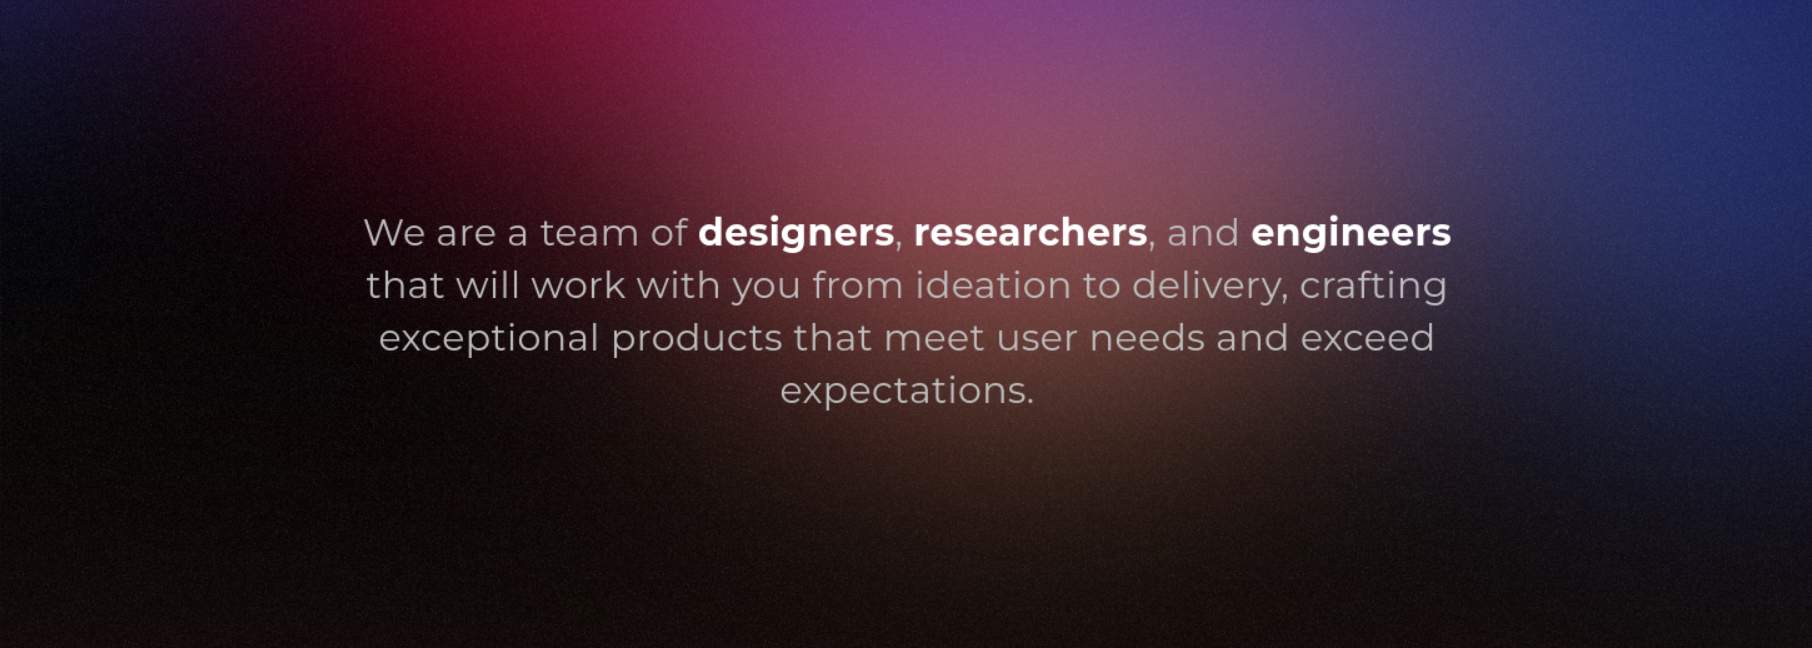 We are a team of designers, researchers, and engineers
that will work with you from ideation to delivery, crafting
exceptional products that meet user needs and exceed
expectations.